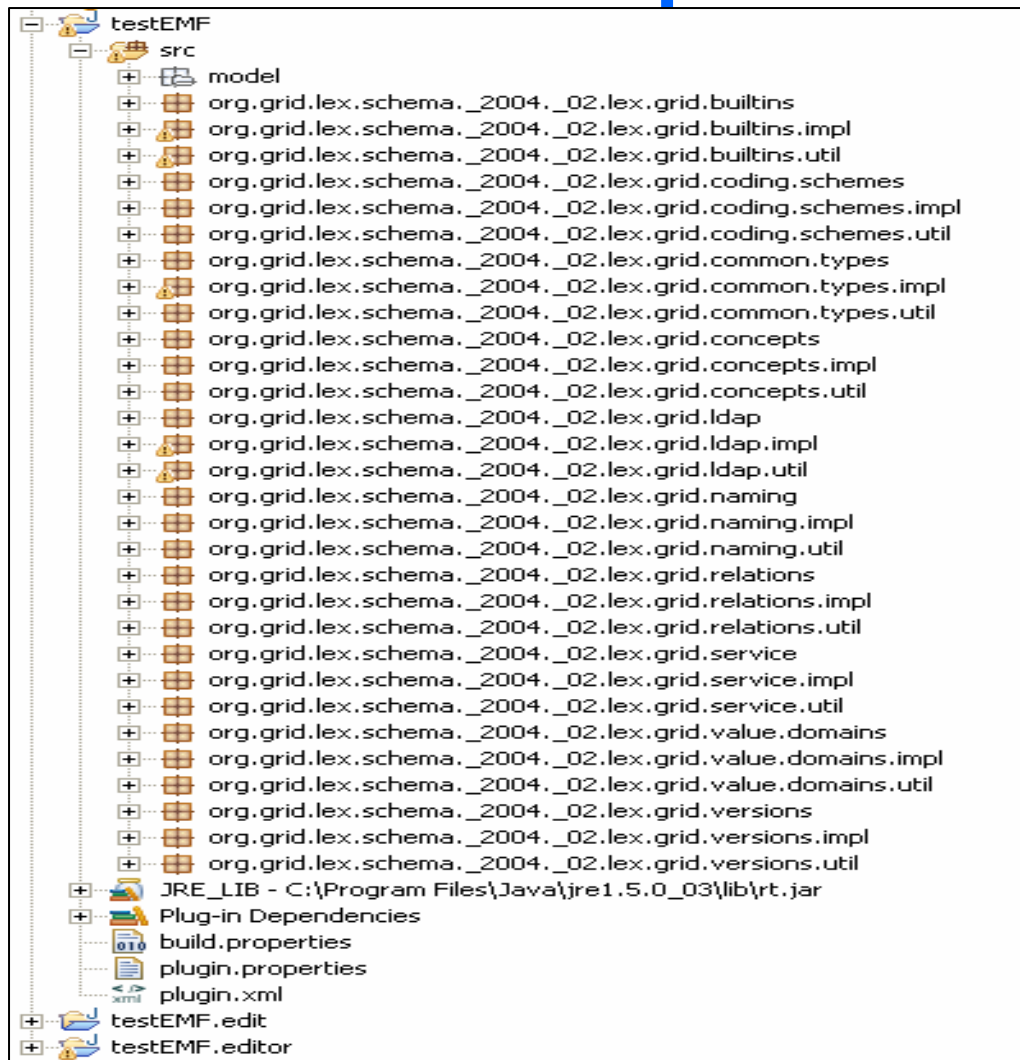 testEMF
src
model
org.grid.lex.schema._2004._02.lex.grid.builtins
org.grid.lex.schema._2004._02.lex.grid.builtins.impl
org.grid.lex.schema._2004._02.lex.grid.builtins.util
org.grid.lex.schema._2004._02.lex.grid.coding.schemes
org.grid.lex.schema._2004._02.lex.grid.coding.schemes.impl
org.grid.lex.schema._2004._02.lex.grid.coding.schemes.util
org.grid.lex.schema._2004._02.lex.grid.common.types
org.grid.lex.schema._2004._02.lex.grid.common.types.impl
org.grid.lex.schema._2004._02.lex.grid.common.types.util
org.grid.lex.schema._2004._02.lex.grid.concepts
org.grid.lex.schema._2004._02.lex.grid.concepts.impl
org.grid.lex.schema._2004._02.lex.grid.concepts.util
org.grid.lex.schema._2004._02.lex.grid.ldap
org.grid.lex.schema._2004._02.lex.grid.ldap.impl
org.grid.lex.schema._2004._02.lex.grid.ldap.util
org.grid.lex.schema._2004._02.lex.grid.naming
org.grid.lex.schema._2004._02.lex.grid.naming.impl
org.grid.lex.schema._2004._02.lex.grid.naming.util
org.grid.lex.schema._2004._02.lex.grid.relations
org.grid.lex.schema._2004._02.lex.grid.relations.impl
org.grid.lex.schema._2004._02.lex.grid.relations.util
org.grid.lex.schema._2004._02.lex.grid.service
org.grid.lex.schema._2004._02.lex.grid.service.impl
org.grid.lex.schema._2004._02.lex.grid.service.util
org.grid.lex.schema._2004._02.lex.grid.value.domains
org.grid.lex.schema._2004._02.lex.grid.value.domains.impl
org.grid.lex.schema._2004._02.lex.grid.value.domains.util
org.grid.lex.schema._2004._02.lex.grid.versions
org.grid.lex.schema._2004._02.lex.grid.versions.impl
org.grid.lex.schema._2004._02.lex.grid.versions.util
JRE_LIB - C:\Program Files\Java\jre1.5.0_03\lib\rt.jar
Plug-in Dependencies
build.properties
plugin.properties
plugin.xml
testEMF.edit
testEMF.editor